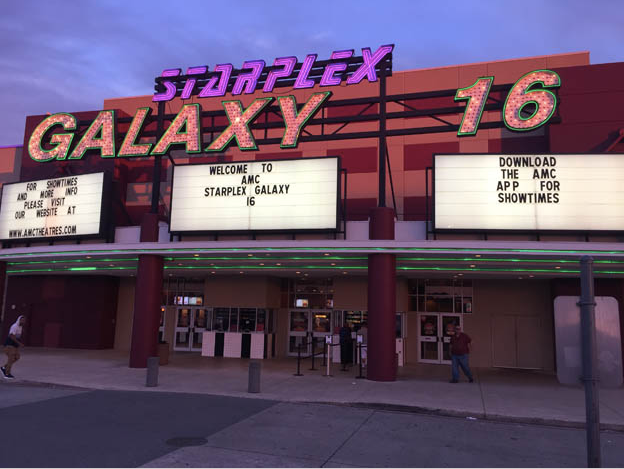 STARPLEX
GALAXY 16
FOR SHOWTIMES
AND MORE INFO
PLEASE VISIT
OUR WEBSITE AT
WWW.AMCTHEATRES.COM
WELCOME TO
AMC
STARPLEX GALAXY
16
DOWNLOAD
THE AMC
APP FOR
SHOWTIMES